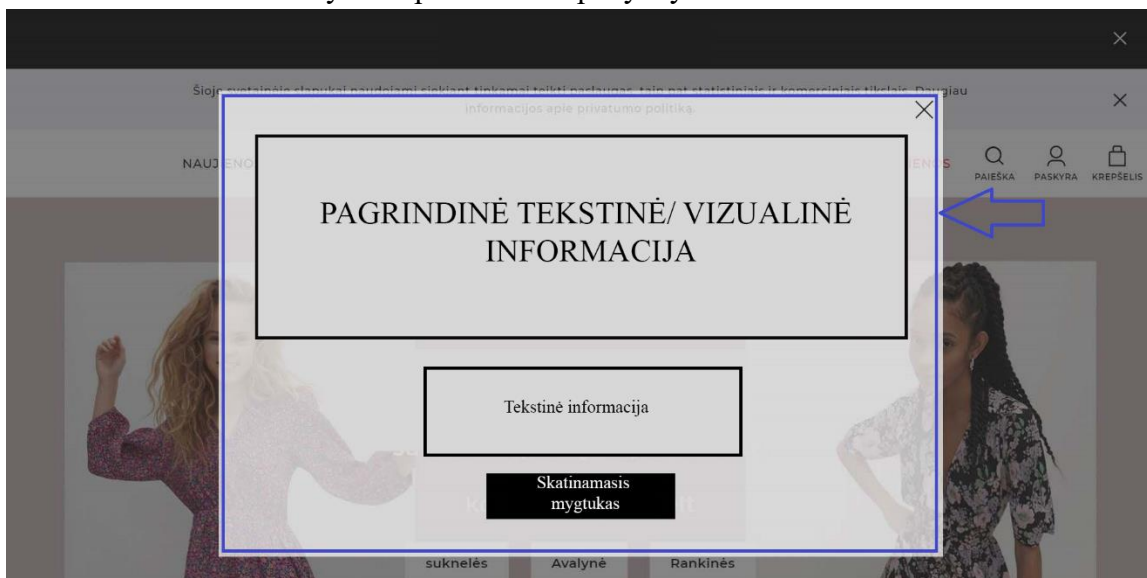 Šioje svetainėje slapukai naudojami siekiant tinkamai teikti paslaugas, taip pat statistiniais ir komerciniais tikslais. Daugiau
informacijos apie privatumo politiką.
PAIEŠKA PASKYRA KREPŠELIS
PAGRINDINĖ TEKSTINĖ/ VIZUALINĖ
INFORMACIJA
Tekstinė informacija
Skatinamasis
mygtukas
suknelės Avalynė Rankinės